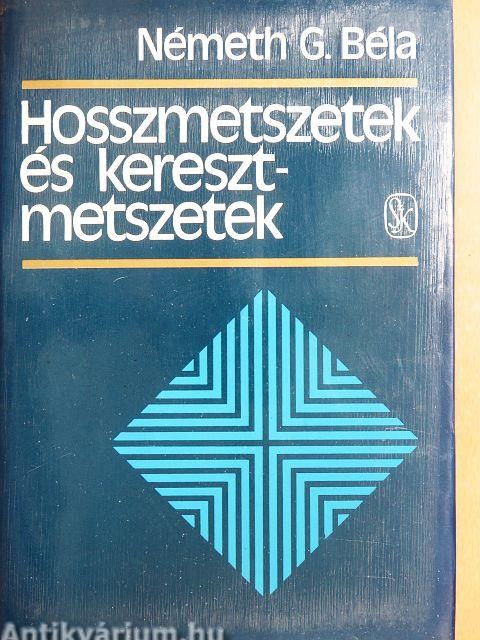 Németh G. Béla
Hosszmetszetek
és kereszt-
metszetek
SZK
Antikvárium.hu